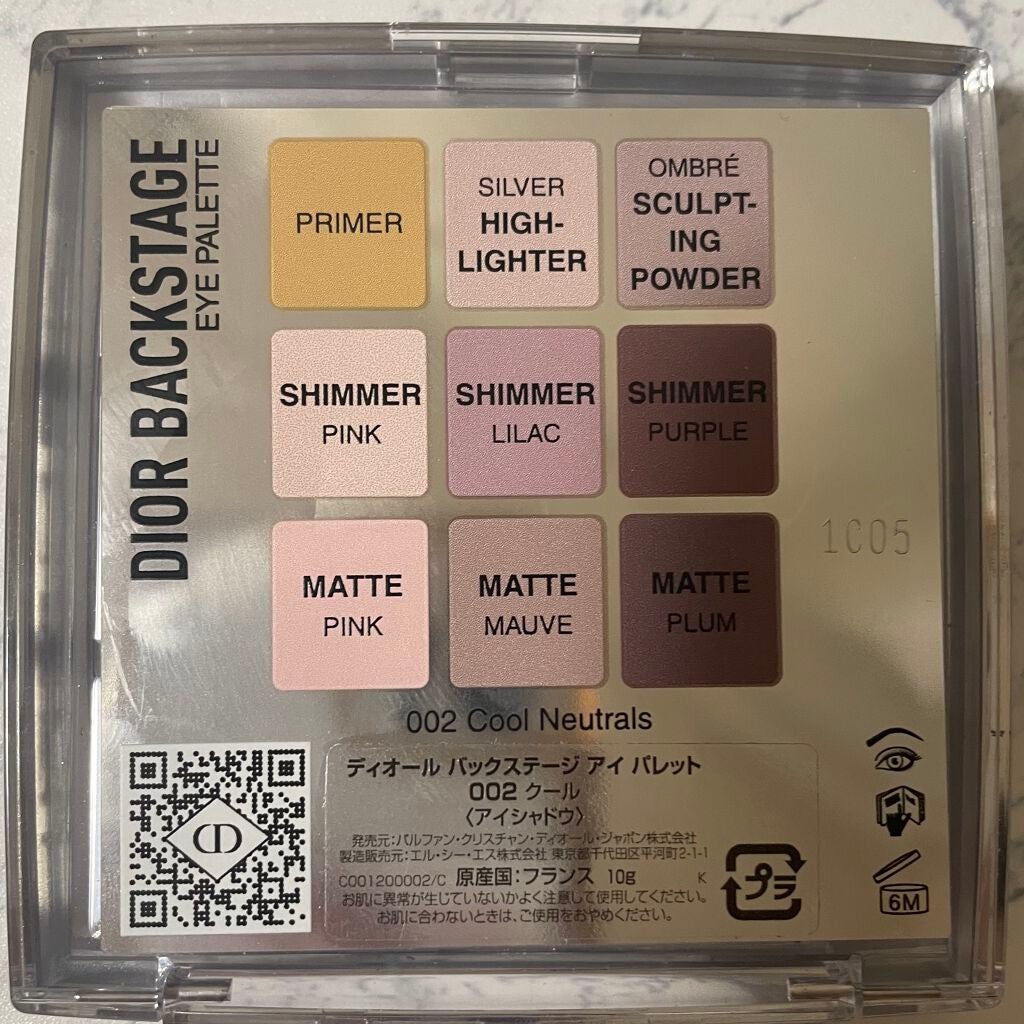 DIOR BACKSTAGE
EYE PALETTE
PRIMER
SILVER
HIGH-
LIGHTER
OMBRÉ
SCULPT-
ING
POWDER
SHIMMER
PINK
SHIMMER
LILAC
SHIMMER
PURPLE
MATTE
PINK
MATTE
MAUVE
MATTE
PLUM
1C05
002 Cool Neutrals
CD
ディオール バックステージ アイ パレット
002 クール
〈アイシャドウ〉
発売元:パルファン・クリスチャン・ディオール・ジャポン株式会社
製造販売元:エル・シー・エス株式会社 東京都千代田区平河町2-1-1
C001200002/C 原産国:フランス 10g K
お肌に異常が生じていないかよく注意して使用してください。
お肌に合わないときは、ご使用をおやめください。
プラ
6M